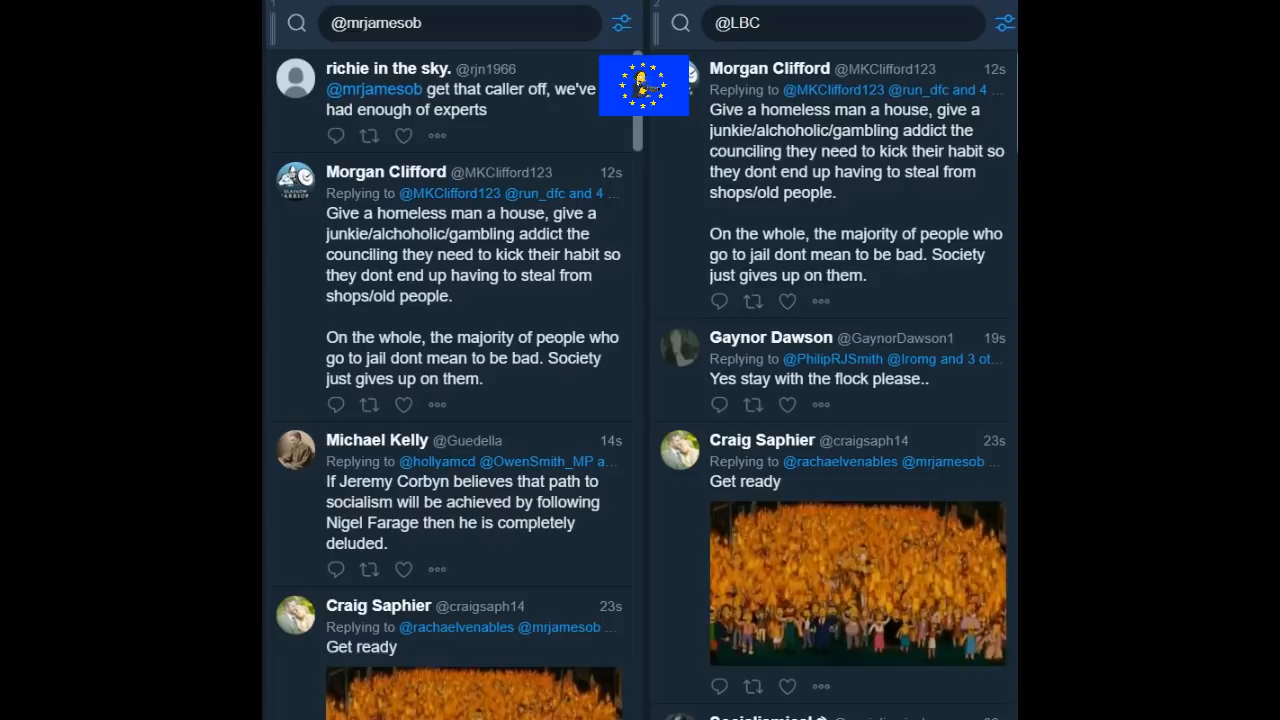 1
@mrjamesob
richie in the sky. @rjn1966
@mrjamesob get that caller off, we've
had enough of experts
Morgan Clifford @MKClifford123 12s
Replying to @MKClifford123 @run_dfc and 4 ...
Give a homeless man a house, give a
junkie/alchoholic/gambling addict the
counciling they need to kick their habit so
they dont end up having to steal from
shops/old people.
On the whole, the majority of people who
go to jail dont mean to be bad. Society
just gives up on them.
Michael Kelly @Guedella 14s
Replying to @hollyamcd @OwenSmith_MP a...
If Jeremy Corbyn believes that path to
socialism will be achieved by following
Nigel Farage then he is completely
deluded.
Craig Saphier @craigsaph14 23s
Replying to @rachaelvenables @mrjamesob ...
Get ready
2
@LBC
Morgan Clifford @MKClifford123 12s
Replying to @MKClifford123 @run_dfc and 4 ...
Give a homeless man a house, give a
junkie/alchoholic/gambling addict the
counciling they need to kick their habit so
they dont end up having to steal from
shops/old people.
On the whole, the majority of people who
go to jail dont mean to be bad. Society
just gives up on them.
Gaynor Dawson @GaynorDawson1 19s
Replying to @PhilipRJSmith @lromg and 3 ot...
Yes stay with the flock please..
Craig Saphier @craigsaph14 23s
Replying to @rachaelvenables @mrjamesob ...
Get ready